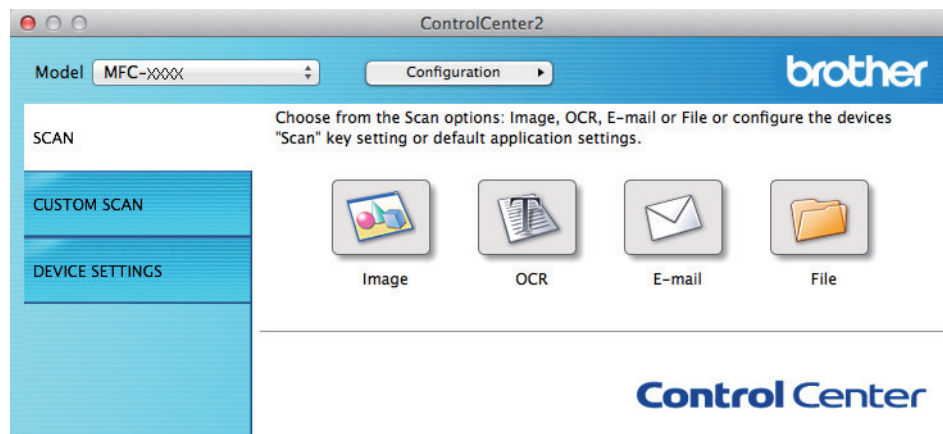 ControlCenter2
Model MFC-XXXX Configuration brother
SCAN
CUSTOM SCAN
DEVICE SETTINGS
Choose from the Scan options: Image, OCR, E-mail or File or configure the devices
"Scan" key setting or default application settings.
Image OCR E-mail File
Control Center